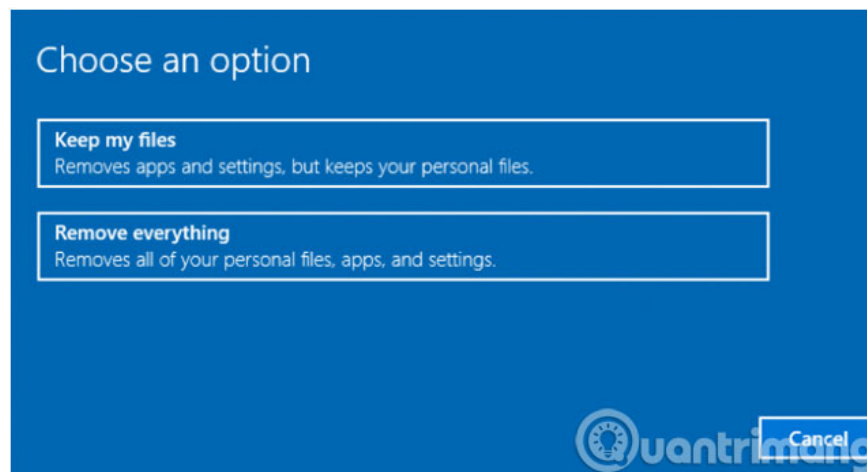 Choose an option
Keep my files
Removes apps and settings, but keeps your personal files.
Remove everything
Removes all of your personal files, apps, and settings.
Cancel
Quantrimang